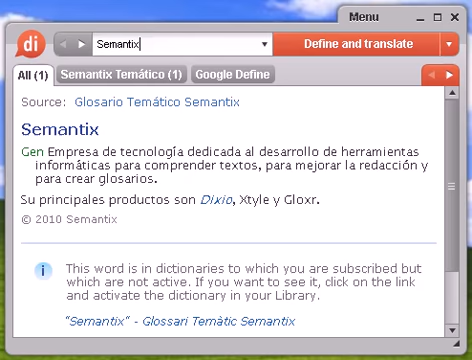 Menu
di
Semantix
Define and translate
All (1)
Semantix Temático (1)
Google Define
Source: Glosario Temático Semantix
Semantix
Gen Empresa de tecnología dedicada al desarrollo de herramientas
informáticas para comprender textos, para mejorar la redacción y
para crear glosarios.
Su principales productos son Dixio, Xtyle y Gloxr.
© 2010 Semantix
i
This word is in dictionaries to which you are subscribed but
which are not active. If you want to see it, click on the link
and activate the dictionary in your Library.
"Semantix" - Glossari Temàtic Semantix